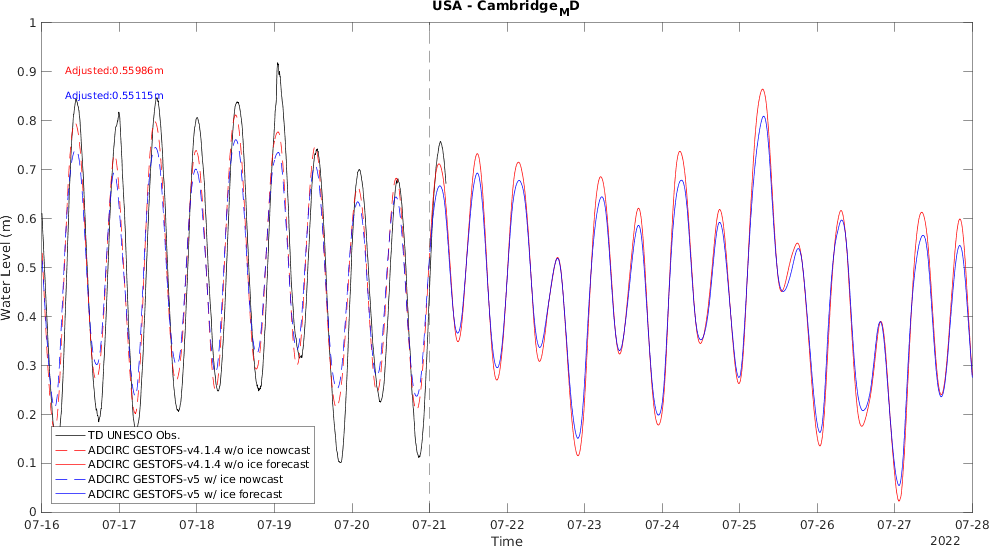 USA - Cambridge_MD
1
0.9
0.8
0.7
0.6
0.5
0.4
0.3
0.2
0.1
0
Water Level (m)
Adjusted:0.55986m
Adjusted:0.55115m
TD UNESCO Obs.
ADCIRC GESTOFS-v4.1.4 w/o ice nowcast
ADCIRC GESTOFS-v4.1.4 w/o ice forecast
ADCIRC GESTOFS-v5 w/ ice nowcast
ADCIRC GESTOFS-v5 w/ ice forecast
07-16 07-17 07-18 07-19 07-20 07-21 07-22 07-23 07-24 07-25 07-26 07-27 07-28
Time
2022